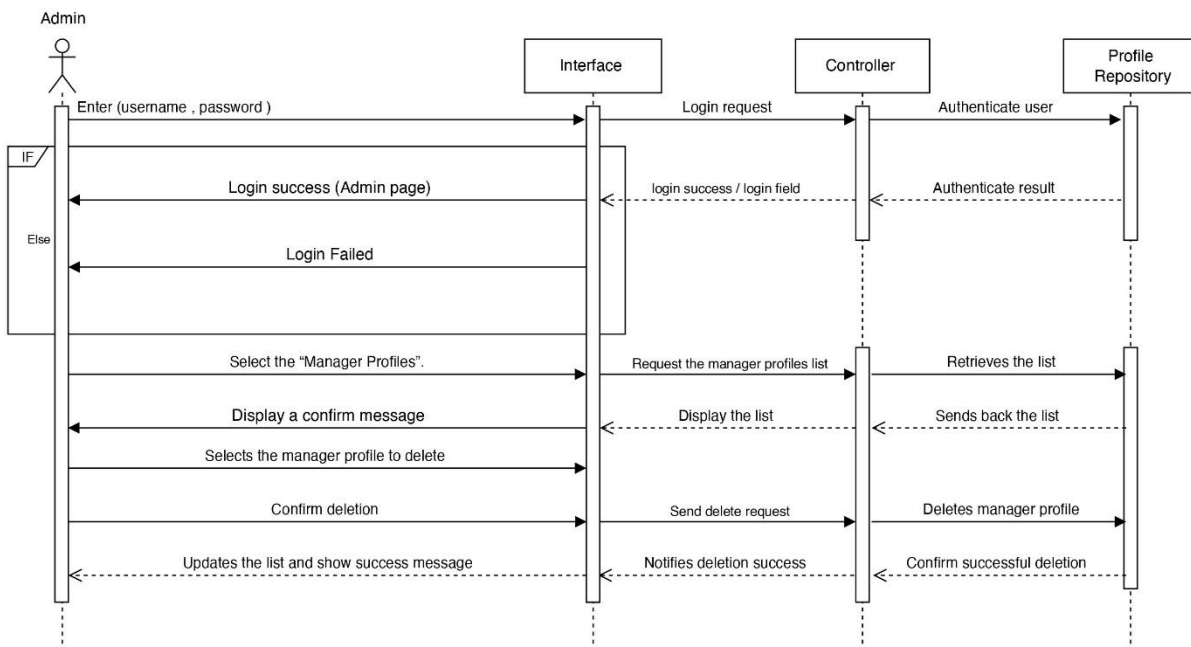 Admin
Interface
Controller
Profile
Repository
Enter (username , password )
Login request
Authenticate user
IF
Login success (Admin page)
login success / login field
Authenticate result
Else
Login Failed
Select the “Manager Profiles”.
Request the manager profiles list
Retrieves the list
Display a confirm message
Display the list
Sends back the list
Selects the manager profile to delete
Confirm deletion
Send delete request
Deletes manager profile
Updates the list and show success message
Notifies deletion success
Confirm successful deletion